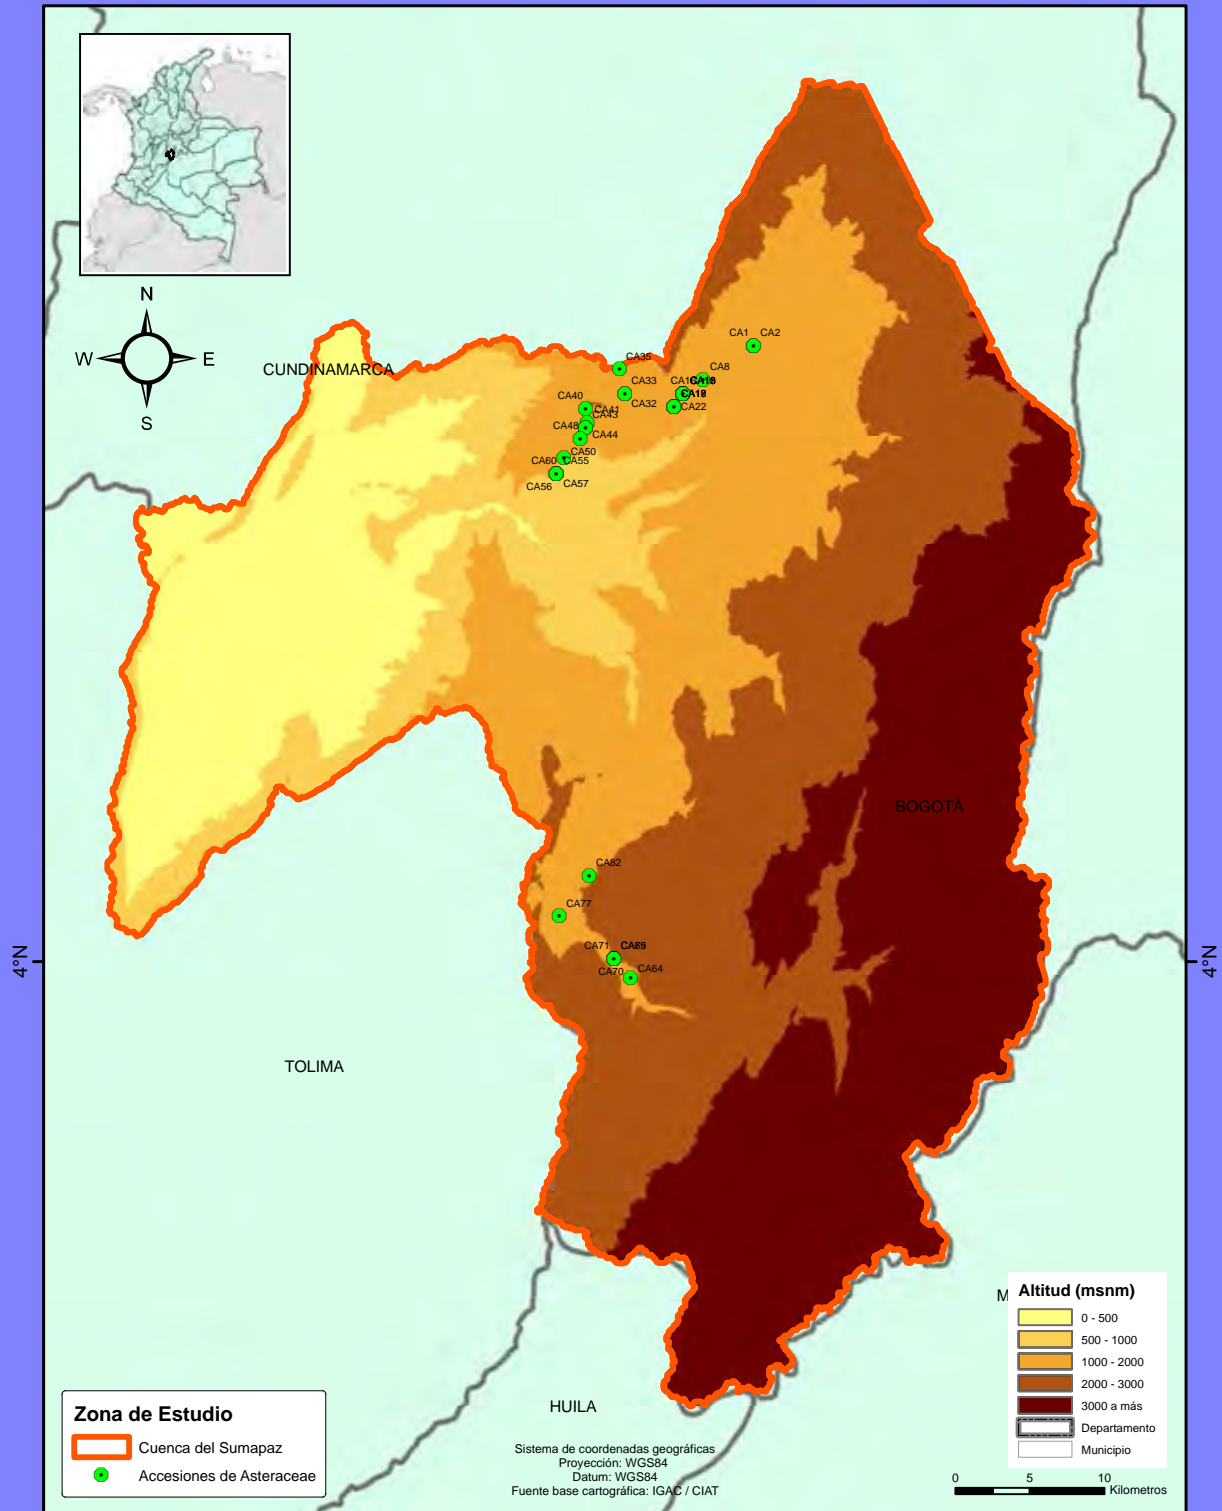 N
W E
S
CUNDINAMARCA
CA1 CA2
CA35
CA8
CA33
CA32
CA22
CA40
CA41
CA43
CA48
CA44
CA50
CA60 CA55
CA56 CA57
BOGOTÁ
CA82
CA77
CA71
CA70 CA64
4°N 4°N
TOLIMA
HUILA
M
Altitud (msnm)
0 - 500
500 - 1000
1000 - 2000
2000 - 3000
3000 a más
Departamento
Municipio
Zona de Estudio
Cuenca del Sumapaz
Accesiones de Asteraceae
Sistema de coordenadas geográficas
Proyección: WGS84
Datum: WGS84
Fuente base cartográfica: IGAC / CIAT
0 5 10
Kilometros